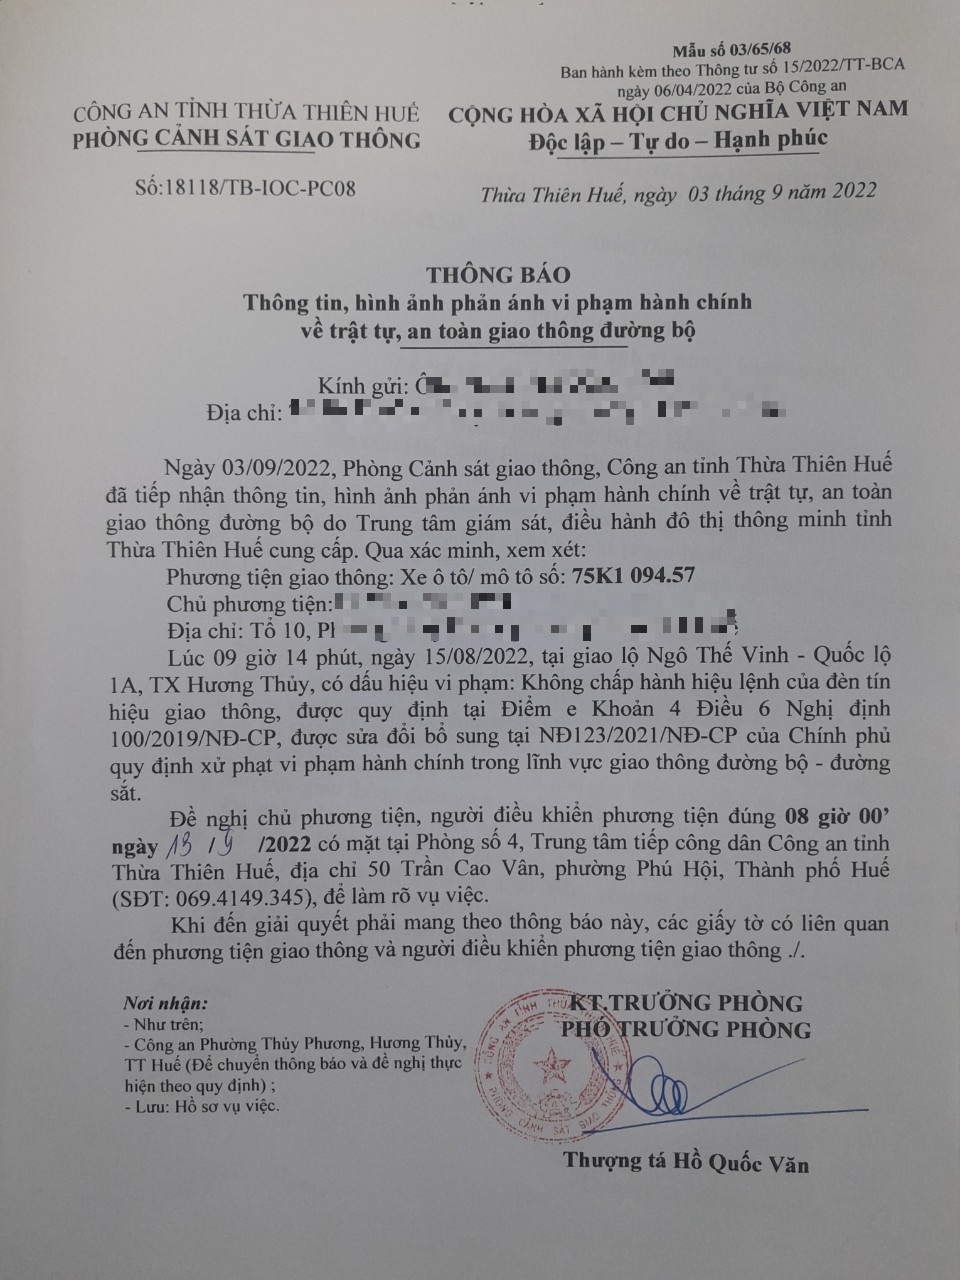 Mẫu số 03/65/68
Ban hành kèm theo Thông tư số 15/2022/TT-BCA
ngày 06/04/2022 của Bộ Công an
CÔNG AN TỈNH THỪA THIÊN HUẾ
PHÒNG CẢNH SÁT GIAO THÔNG
CỘNG HÒA XÃ HỘI CHỦ NGHĨA VIỆT NAM
Độc lập – Tự do – Hạnh phúc
Số:18118/TB-IOC-PC08
Thừa Thiên Huế, ngày 03 tháng 9 năm 2022
THÔNG BÁO
Thông tin, hình ảnh phản ánh vi phạm hành chính
về trật tự, an toàn giao thông đường bộ
Kính gửi:
Địa chỉ:
Ngày 03/09/2022, Phòng Cảnh sát giao thông, Công an tỉnh Thừa Thiên Huế
đã tiếp nhận thông tin, hình ảnh phản ánh vi phạm hành chính về trật tự, an toàn
giao thông đường bộ do Trung tâm giám sát, điều hành đô thị thông minh tỉnh
Thừa Thiên Huế cung cấp. Qua xác minh, xem xét:
Phương tiện giao thông: Xe ô tô/ mô tô số: 75K1 094.57
Chủ phương tiện:
Địa chỉ: Tổ 10,
Lúc 09 giờ 14 phút, ngày 15/08/2022, tại giao lộ Ngô Thế Vinh - Quốc lộ
1A, TX Hương Thủy, có dấu hiệu vi phạm: Không chấp hành hiệu lệnh của đèn tín
hiệu giao thông, được quy định tại Điểm e Khoản 4 Điều 6 Nghị định
100/2019/NĐ-CP, được sửa đổi bổ sung tại NĐ123/2021/NĐ-CP của Chính phủ
quy định xử phạt vi phạm hành chính trong lĩnh vực giao thông đường bộ - đường
sắt.
Đề nghị chủ phương tiện, người điều khiển phương tiện đúng 08 giờ 00’
ngày 13 /9 /2022 có mặt tại Phòng số 4, Trung tâm tiếp công dân Công an tỉnh
Thừa Thiên Huế, địa chỉ 50 Trần Cao Vân, phường Phú Hội, Thành phố Huế
(SĐT: 069.4149.345), để làm rõ vụ việc.
Khi đến giải quyết phải mang theo thông báo này, các giấy tờ có liên quan
đến phương tiện giao thông và người điều khiển phương tiện giao thông ./.
Nơi nhận:
- Như trên;
- Công an Phường Thủy Phương, Hương Thủy,
TT Huế (Để chuyển thông báo và đề nghị thực
hiện theo quy định) ;
- Lưu: Hồ sơ vụ việc.
KT.TRƯỞNG PHÒNG
PHÓ TRƯỞNG PHÒNG
CÔNG AN TỈNH THỪA THIÊN HUẾ
PHÒNG CẢNH SÁT GIAO THÔNG
Thượng tá Hồ Quốc Văn